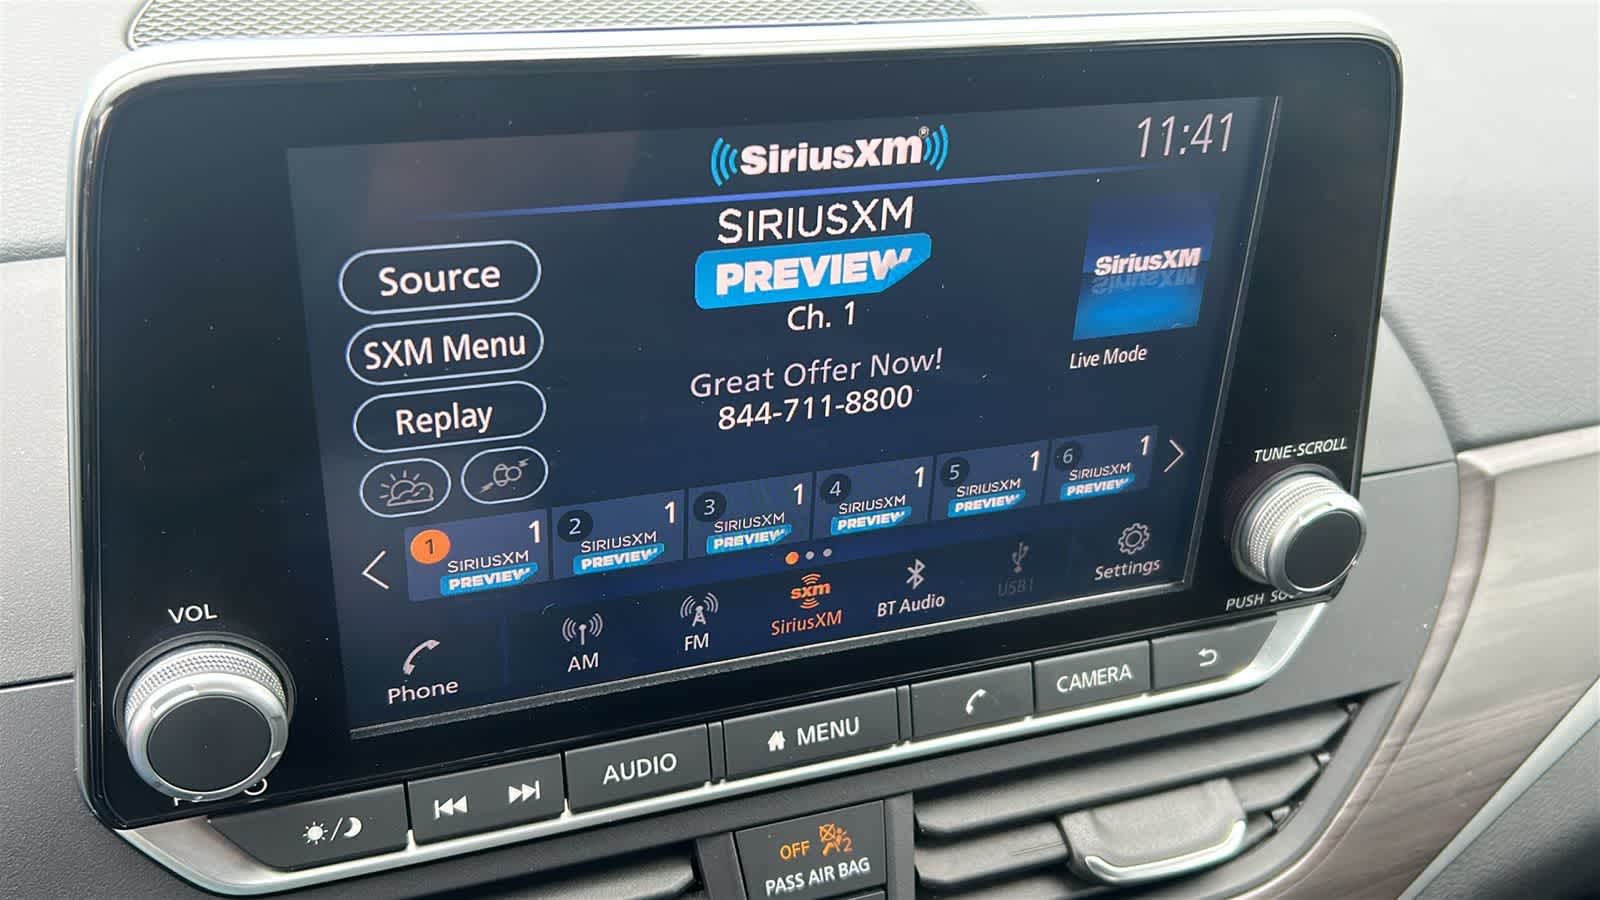 SiriusXM®
11:41
SIRIUSXM
PREVIEW
Ch. 1
Great Offer Now!
844-711-8800
Source
SXM Menu
Replay
SiriusXM
Live Mode
1 1 SIRIUSXM PREVIEW
2 1 SIRIUSXM PREVIEW
3 1 SIRIUSXM PREVIEW
4 1 SIRIUSXM PREVIEW
5 1 SIRIUSXM PREVIEW
6 1 SIRIUSXM PREVIEW
Phone
AM
FM
sxm
SiriusXM
BT Audio
USB1
Settings
VOL
TUNE·SCROLL
PUSH
AUDIO
MENU
CAMERA
OFF 2
PASS AIR BAG